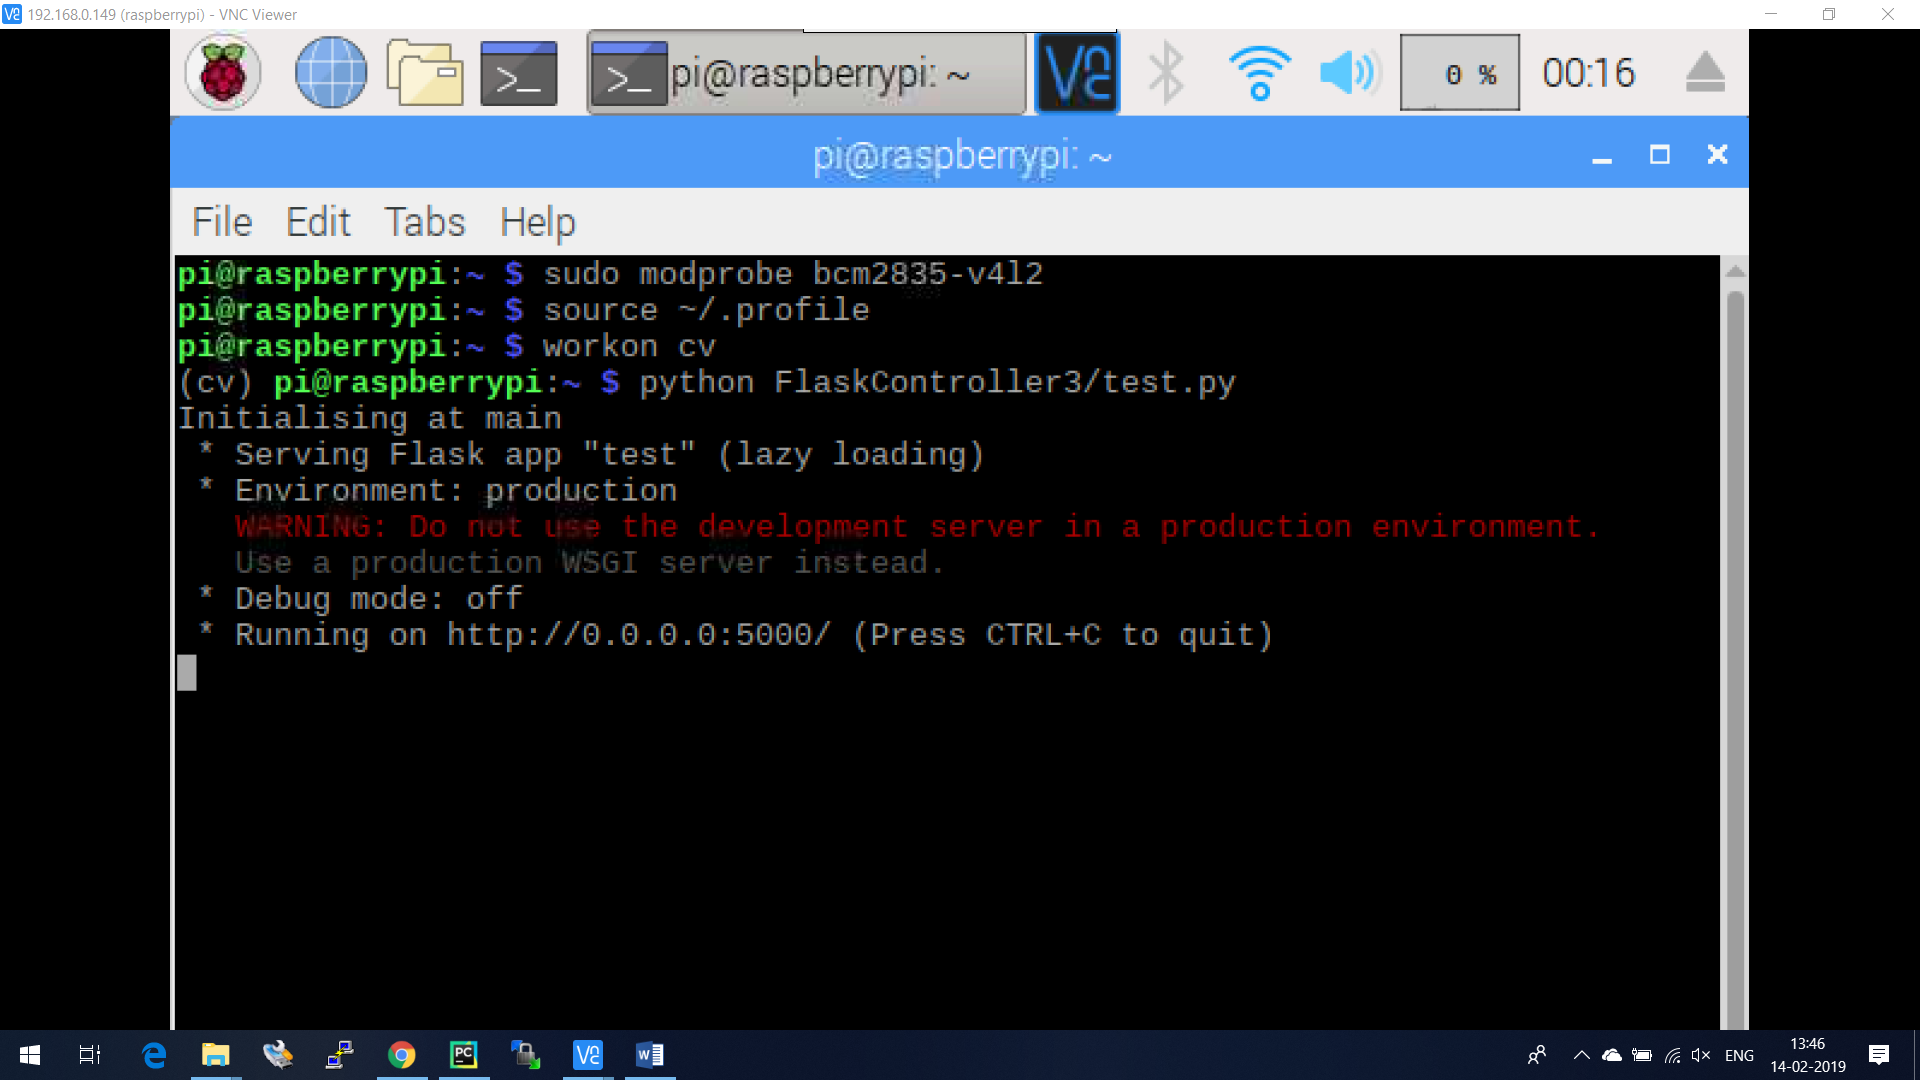 192.168.0.149 (raspberrypi) - VNC Viewer
pi@raspberrypi: ~
0 %
00:16
pi@raspberrypi: ~
File Edit Tabs Help
pi@raspberrypi:~ $ sudo modprobe bcm2835-v4l2
pi@raspberrypi:~ $ source ~/.profile
pi@raspberrypi:~ $ workon cv
(cv) pi@raspberrypi:~ $ python FlaskController3/test.py
Initialising at main
 * Serving Flask app "test" (lazy loading)
 * Environment: production
   WARNING: Do not use the development server in a production environment.
   Use a production WSGI server instead.
 * Debug mode: off
 * Running on http://0.0.0.0:5000/ (Press CTRL+C to quit)
ENG
13:46
14-02-2019